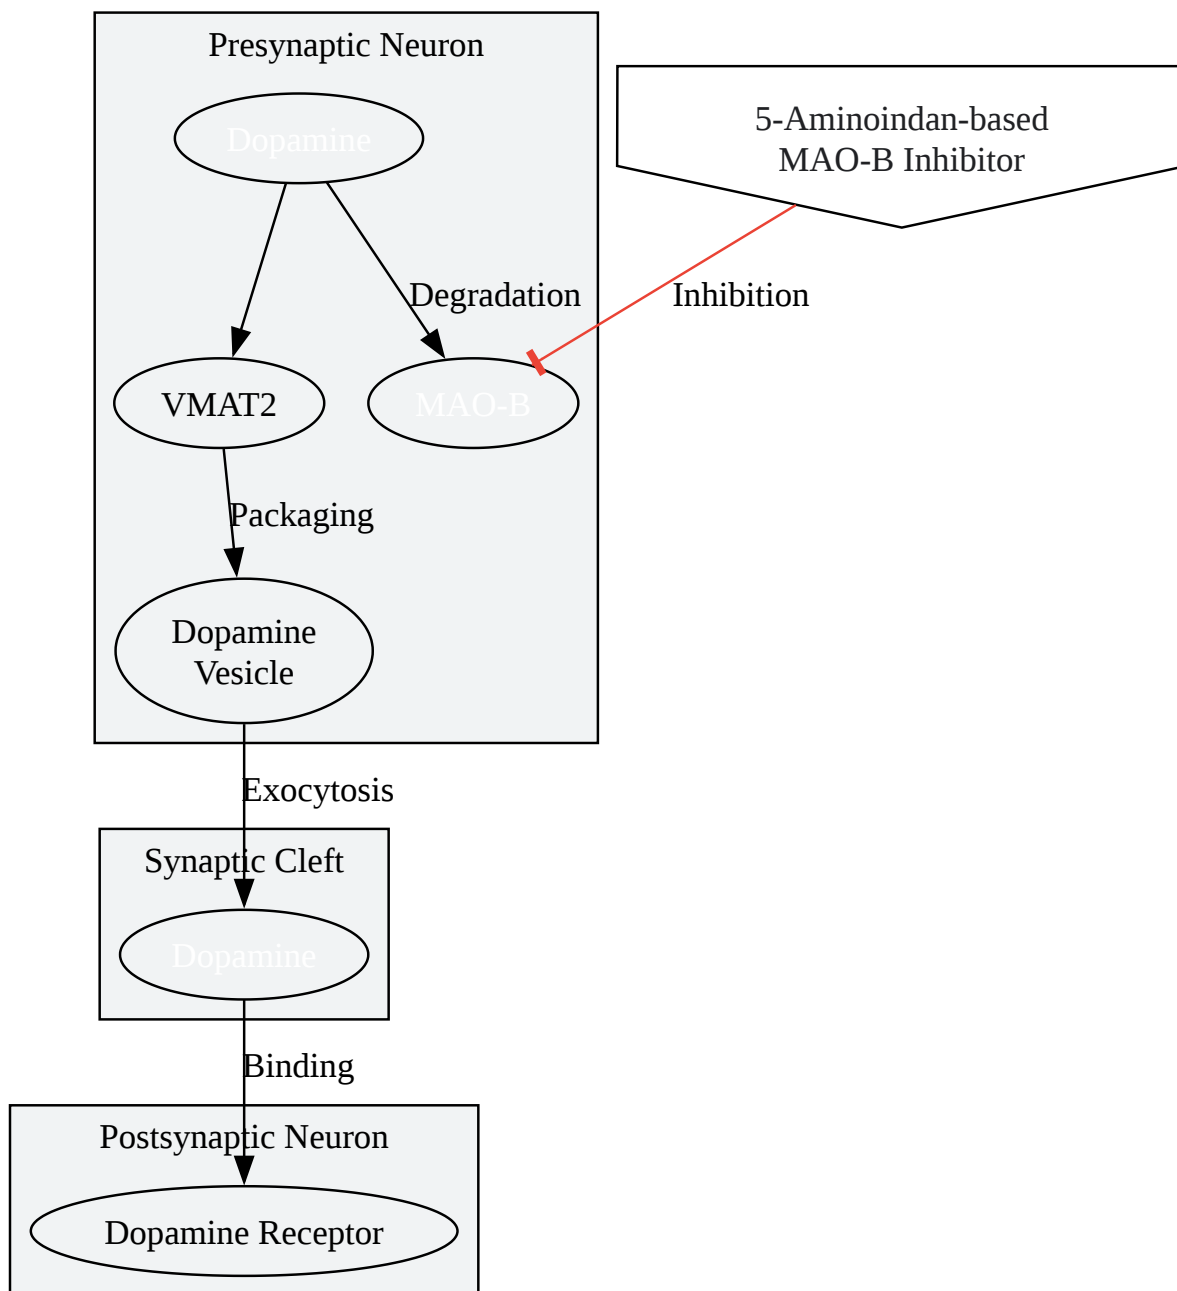 Presynaptic Neuron
Dopamine
5-Aminoindan-based
MAO-B Inhibitor
Degradation
Inhibition
VMAT2
MAO-B
Packaging
Dopamine
Vesicle
Exocytosis
Synaptic Cleft
Dopamine
Binding
Postsynaptic Neuron
Dopamine Receptor